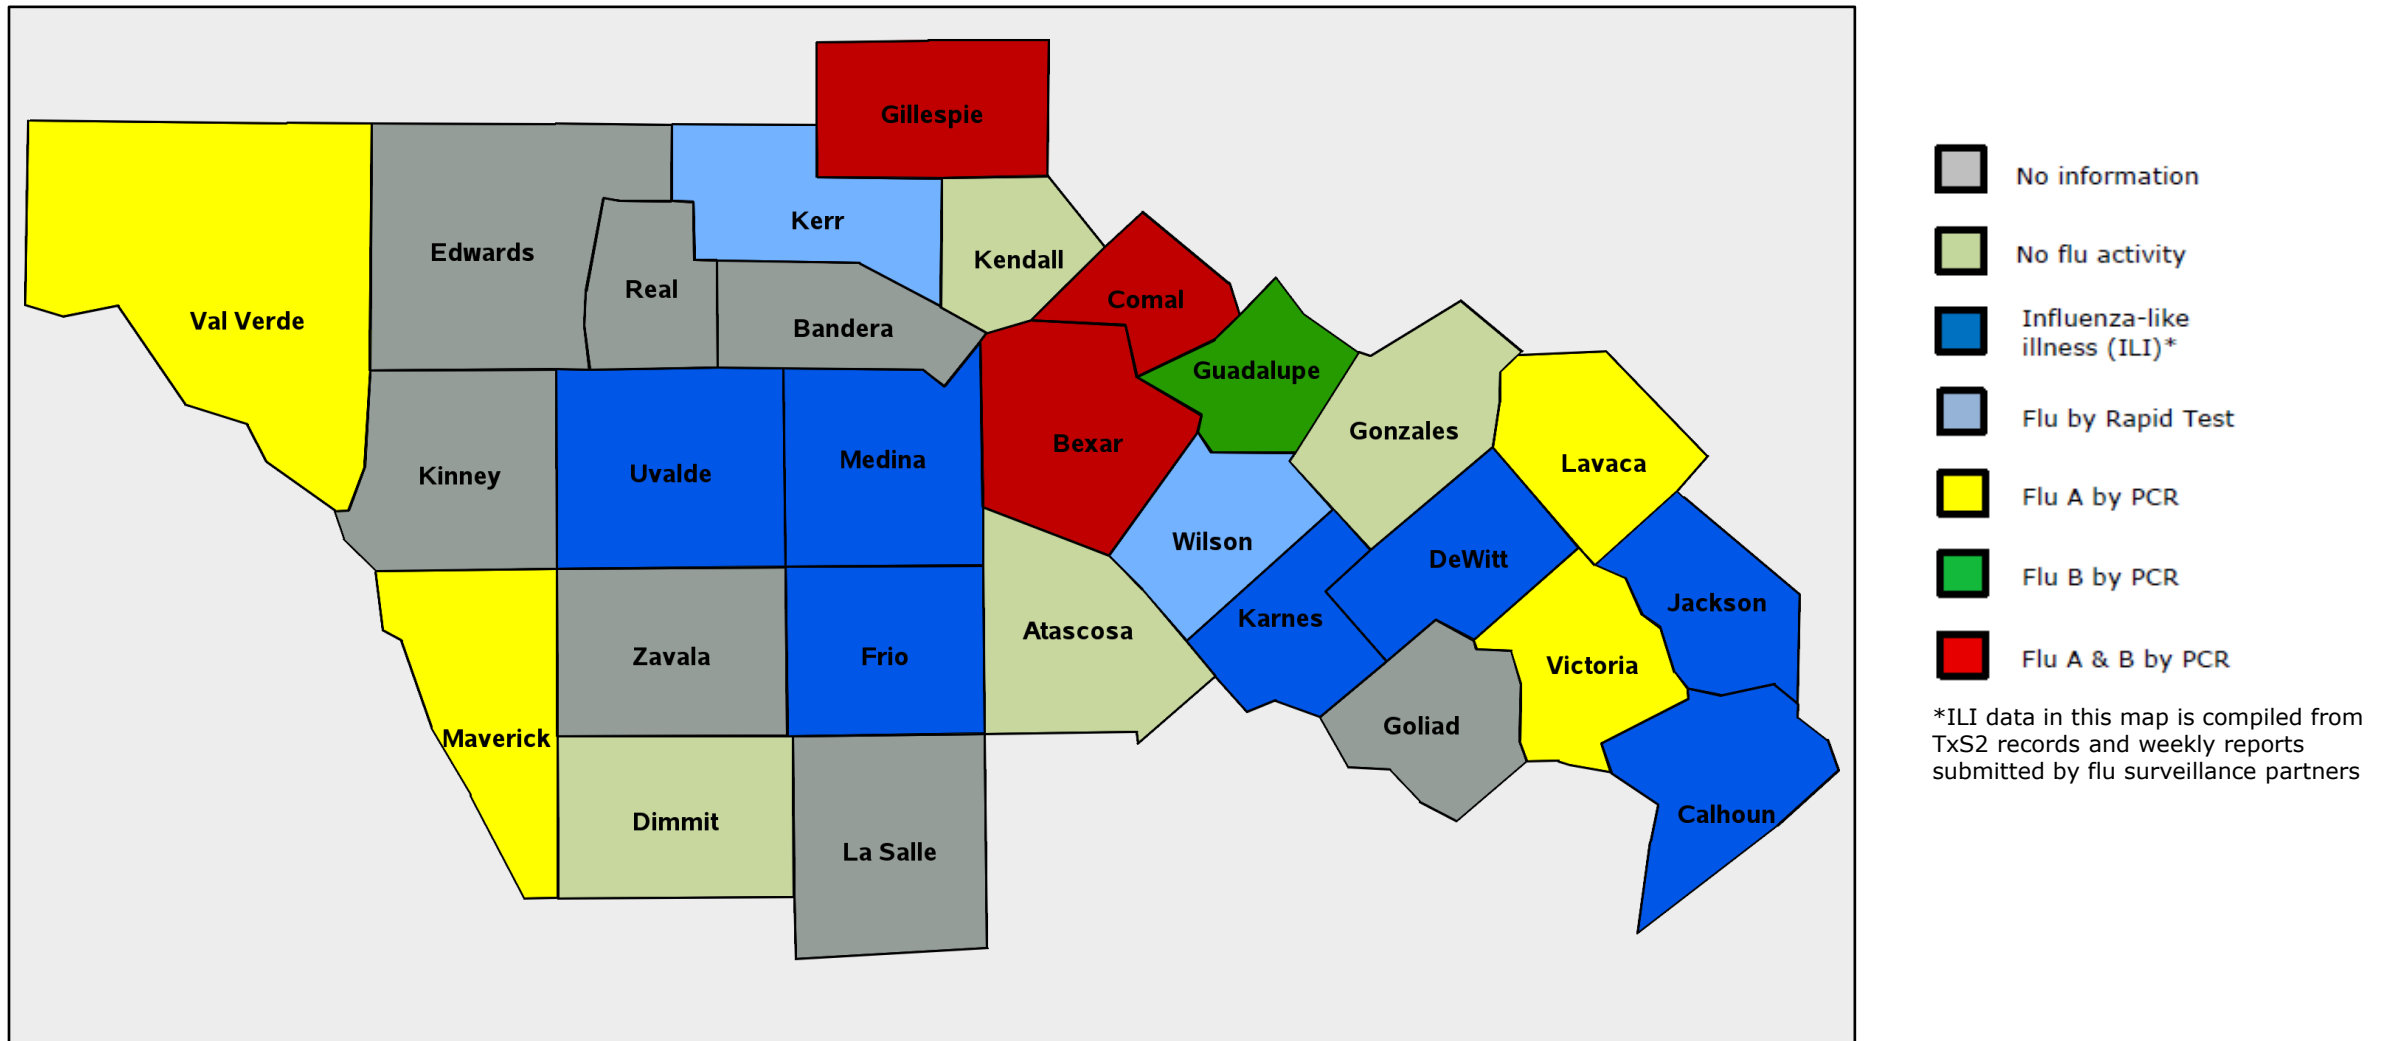 Gillespie
Kerr
Edwards
Kendall
Real
Comal
Val Verde
Bandera
Guadalupe
Gonzales
Bexar
Medina
Lavaca
Uvalde
Kinney
Wilson
DeWitt
Jackson
Karnes
Atascosa
Zavala
Frio
Victoria
Goliad
Maverick
Calhoun
Dimmit
La Salle
No information
No flu activity
Influenza-like
illness (ILI)*
Flu by Rapid Test
Flu A by PCR
Flu B by PCR
Flu A & B by PCR
*ILI data in this map is compiled from
TxS2 records and weekly reports
submitted by flu surveillance partners